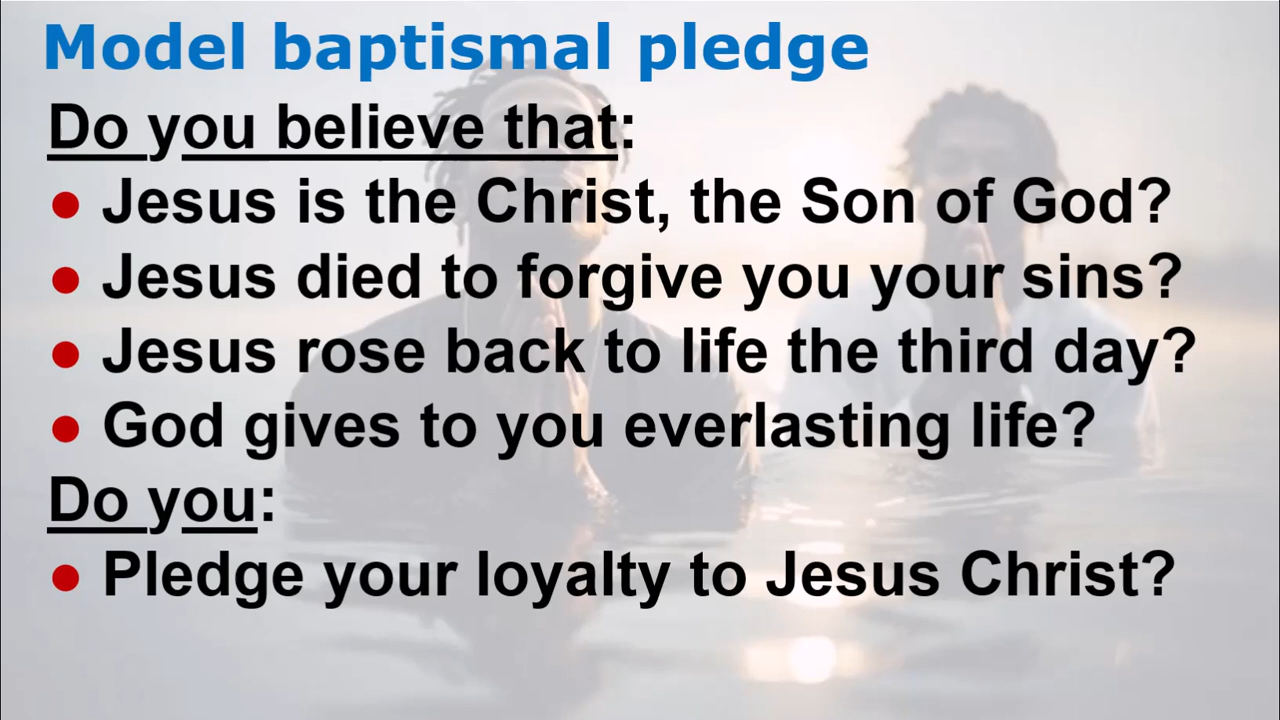 Model baptismal pledge
Do you believe that:
● Jesus is the Christ, the Son of God?
● Jesus died to forgive you your sins?
● Jesus rose back to life the third day?
● God gives to you everlasting life?
Do you:
● Pledge your loyalty to Jesus Christ?